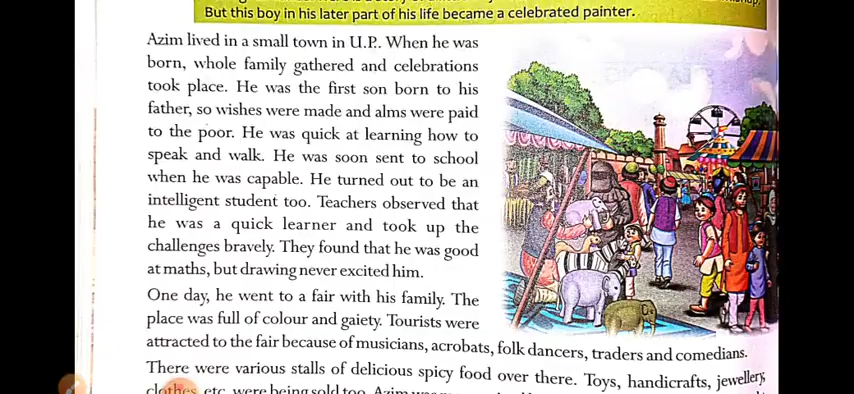 But this boy in his later part of his life became a celebrated painter.
Azim lived in a small town in U.P.. When he was
born, whole family gathered and celebrations
took place. He was the first son born to his
father, so wishes were made and alms were paid
to the poor. He was quick at learning how to
speak and walk. He was soon sent to school
when he was capable. He turned out to be an
intelligent student too. Teachers observed that
he was a quick learner and took up the
challenges bravely. They found that he was good
at maths, but drawing never excited him.
One day, he went to a fair with his family. The
place was full of colour and gaiety. Tourists were
attracted to the fair because of musicians, acrobats, folk dancers, traders and comedians.
There were various stalls of delicious spicy food over there. Toys, handicrafts, jewellery,
clothes, etc. were being sold too. Azim